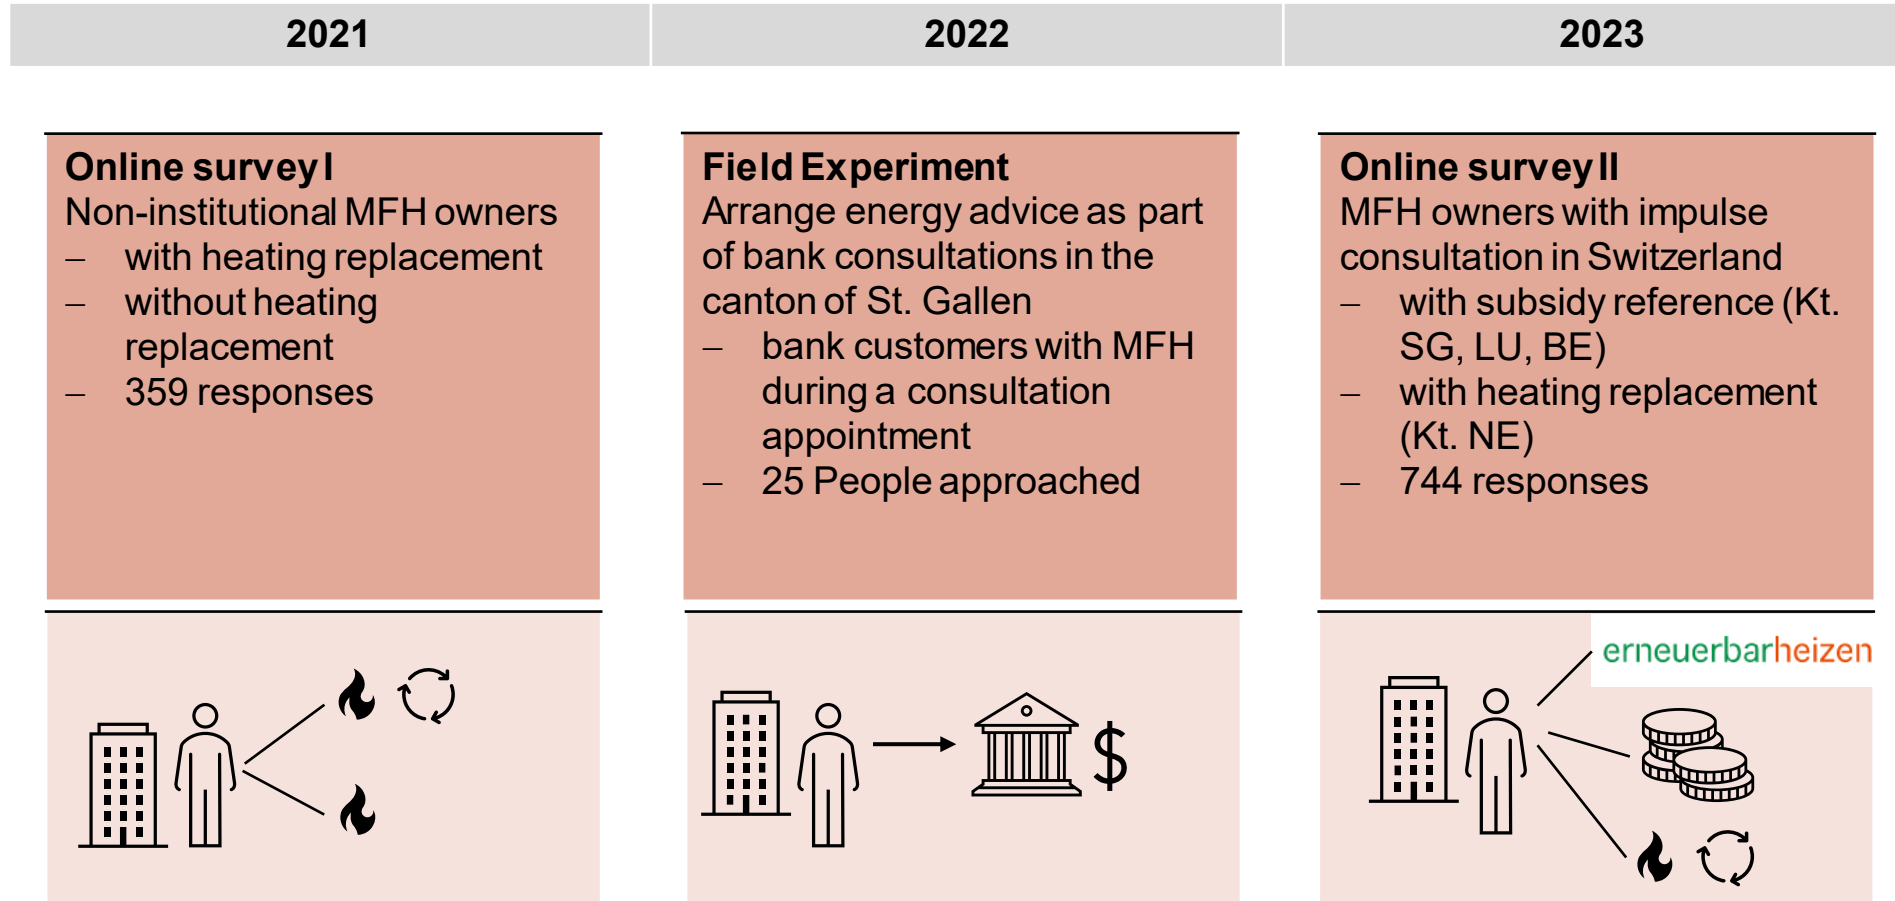 2021
2022
2023
Online survey I
Non-institutional MFH owners
– with heating replacement
– without heating
replacement
– 359 responses
Field Experiment
Arrange energy advice as part
of bank consultations in the
canton of St. Gallen
– bank customers with MFH
during a consultation
appointment
– 25 People approached
Online survey II
MFH owners with impulse
consultation in Switzerland
– with subsidy reference (Kt.
SG, LU, BE)
– with heating replacement
(Kt. NE)
– 744 responses
$
erneuerbarheizen